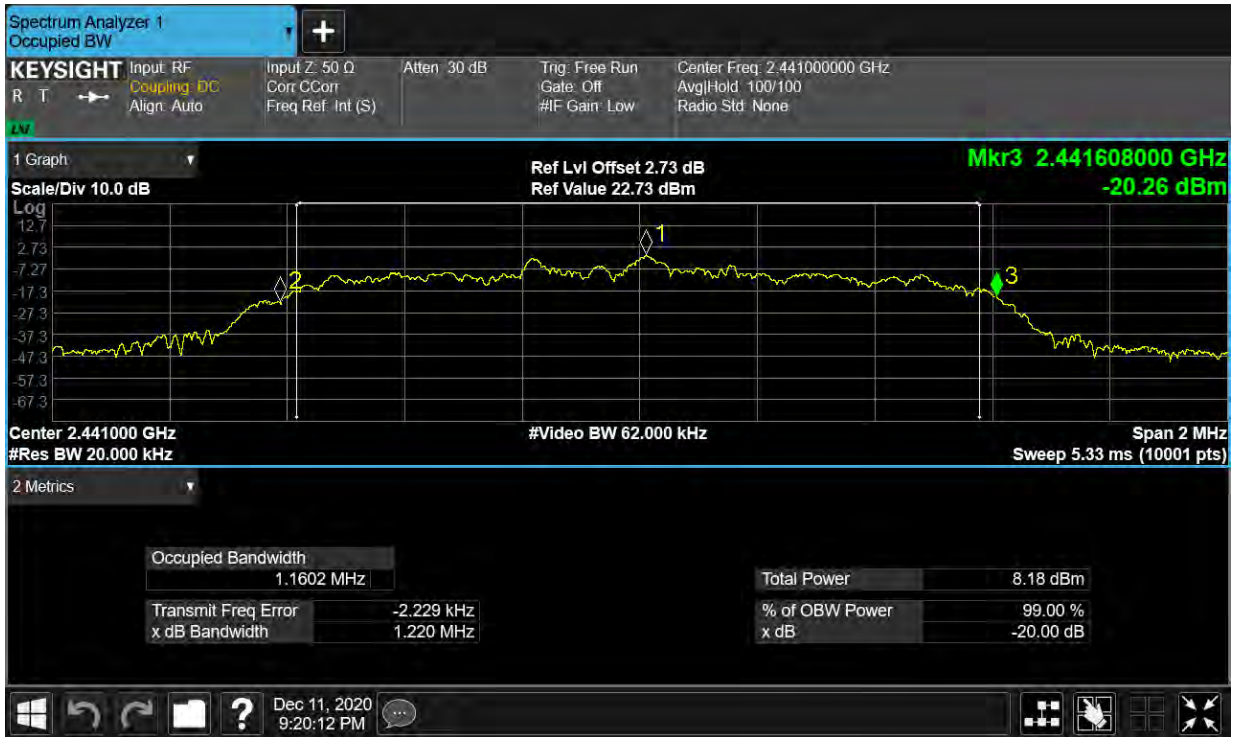 Spectrum Analyzer 1
Occupied BW
KEYSIGHT
R T
LXI
Input: RF
Coupling: DC
Align: Auto
Input Z: 50 Ω
Corr CCorr
Freq Ref: Int (S)
Atten: 30 dB
Trig: Free Run
Gate: Off
#IF Gain: Low
Center Freq: 2.441000000 GHz
Avg|Hold: 100/100
Radio Std: None
1 Graph
Scale/Div 10.0 dB
Ref Lvl Offset 2.73 dB
Ref Value 22.73 dBm
Mkr3 2.441608000 GHz
-20.26 dBm
Log
12.7
2.73
-7.27
-17.3
-27.3
-37.3
-47.3
-57.3
-67.3
1
2
3
Center 2.441000 GHz
#Res BW 20.000 kHz
#Video BW 62.000 kHz
Span 2 MHz
Sweep 5.33 ms (10001 pts)
2 Metrics
Occupied Bandwidth
1.1602 MHz
Transmit Freq Error -2.229 kHz
x dB Bandwidth 1.220 MHz
Total Power 8.18 dBm
% of OBW Power 99.00 %
x dB -20.00 dB
?
Dec 11, 2020
9:20:12 PM